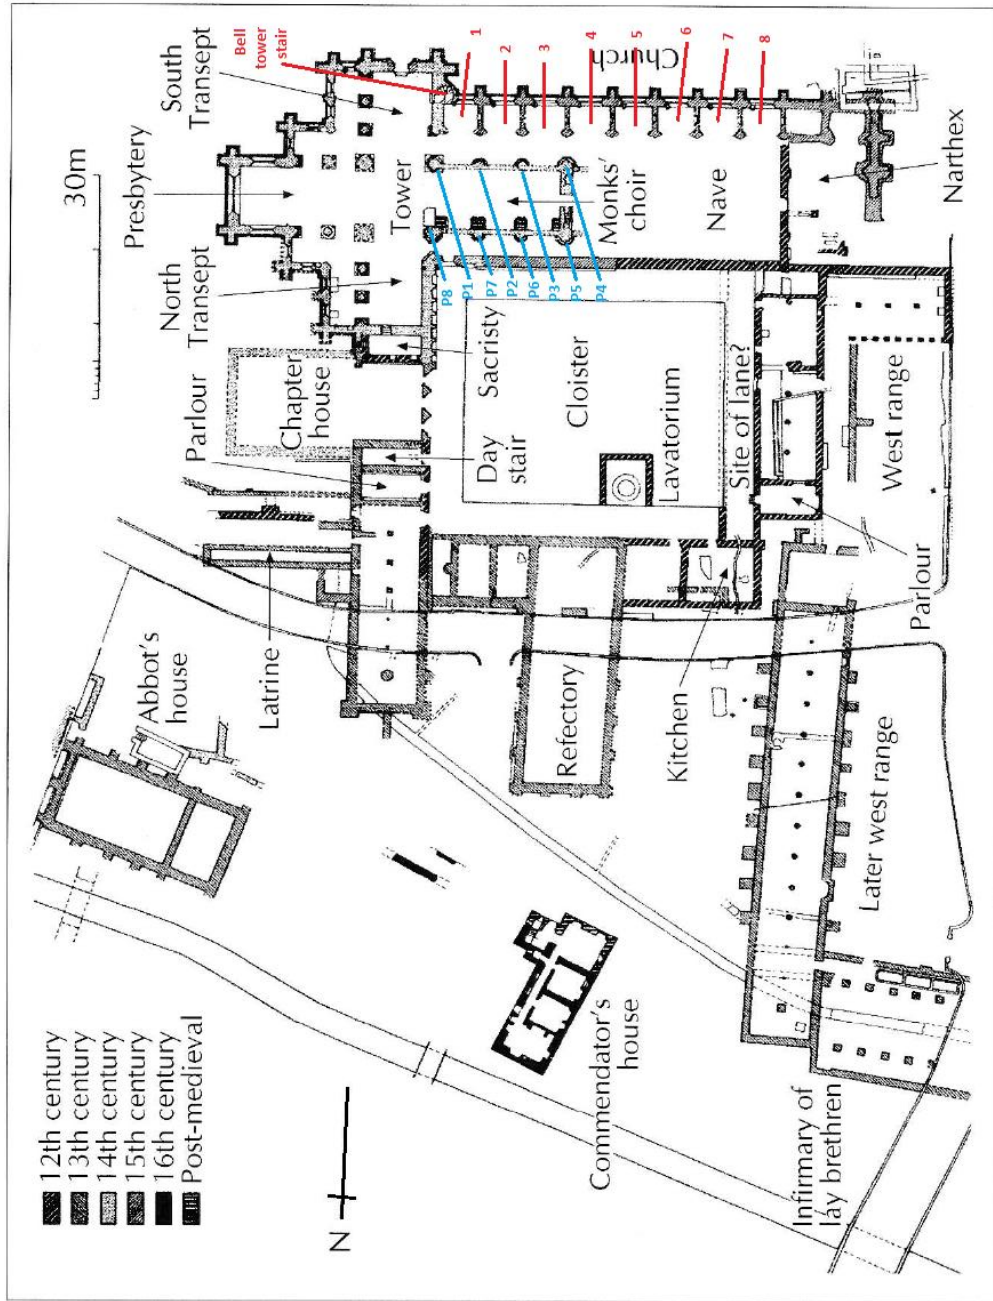 12th century
13th century
14th century
15th century
16th century
Post-medieval
N
30m
Presbytery
South
Transept
Bell
tower
stair
North
Transept
Tower
Monks'
choir
Nave
Church
Narthex
1
2
3
4
5
6
7
8
P8
P1
P7
P2
P6
P3
P5
P4
Chapter
house
Parlour
Sacristy
Day
stair
Cloister
Lavatorium
Site of lane?
West range
Parlour
Latrine
Abbot's
house
Refectory
Kitchen
Commendator's
house
Later west range
Infirmary of
lay brethren